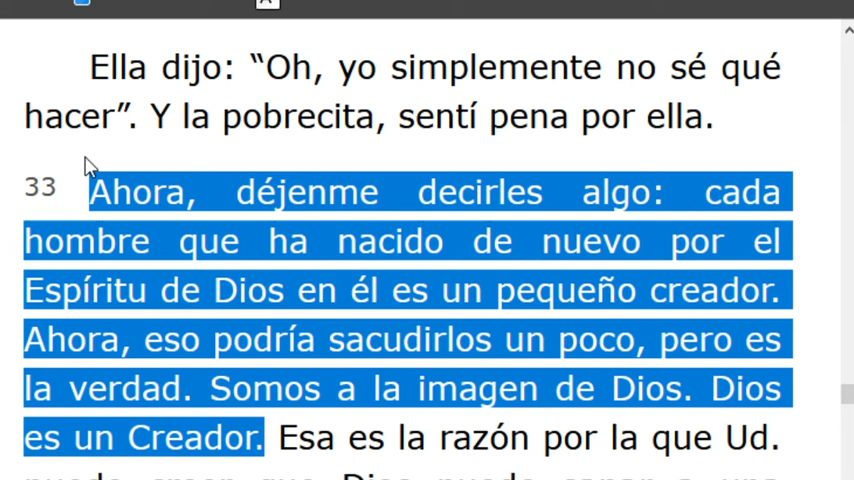 Ella dijo: “Oh, yo simplemente no sé qué
hacer”. Y la pobrecita, sentí pena por ella.
33 Ahora, déjenme decirles algo: cada
hombre que ha nacido de nuevo por el
Espíritu de Dios en él es un pequeño creador.
Ahora, eso podría sacudirlos un poco, pero es
la verdad. Somos a la imagen de Dios. Dios
es un Creador. Esa es la razón por la que Ud.